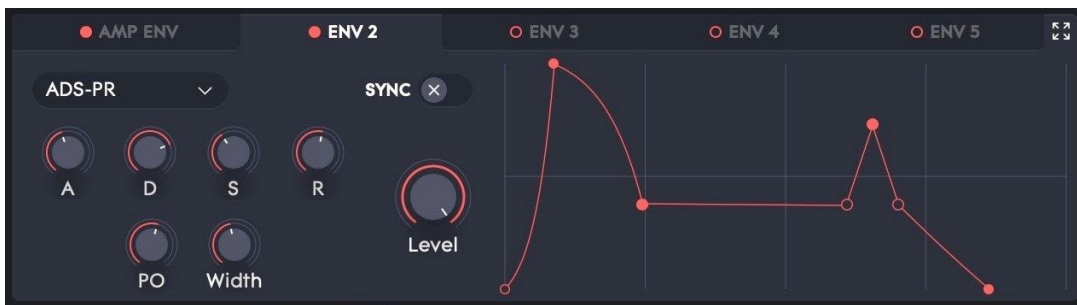 AMP ENV ENV 2 ENV 3 ENV 4 ENV 5
ADS-PR SYNC
A D S R
Level
PO Width